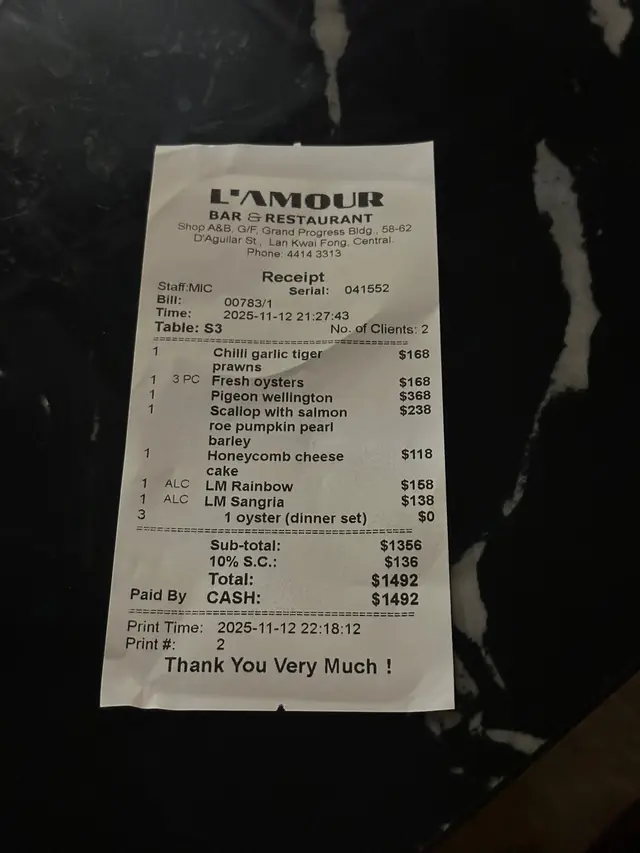 L'AMOUR
BAR & RESTAURANT
Shop A&B, G/F, Grand Progress Bldg., 58-62
D'Aguilar St., Lan Kwai Fong, Central.
Phone: 4414 3313
Receipt
Staff:MIC Serial: 041552
Bill: 00783/1
Time: 2025-11-12 21:27:43
Table: S3 No. of Clients: 2
1 Chilli garlic tiger $168
prawns
1 3 PC Fresh oysters $168
1 Pigeon wellington $368
1 Scallop with salmon $238
roe pumpkin pearl
barley
1 Honeycomb cheese $118
cake
1 ALC LM Rainbow $158
1 ALC LM Sangria $138
3 1 oyster (dinner set) $0
Sub-total: $1356
10% S.C.: $136
Total: $1492
Paid By CASH: $1492
Print Time: 2025-11-12 22:18:12
Print #: 2
Thank You Very Much !